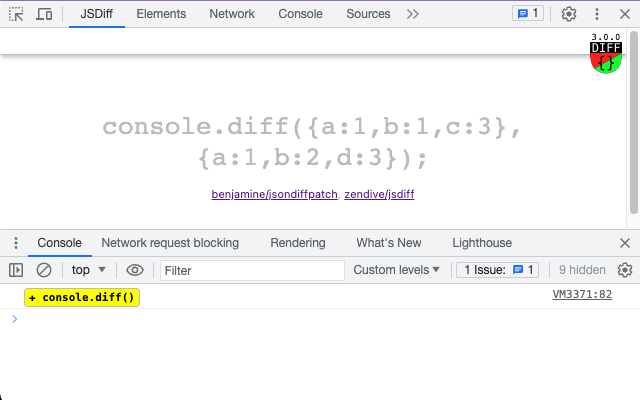 JSDiff Elements Network Console Sources 1
3.0.0
DIFF
{}
console.diff({a:1,b:1,c:3},
{a:1,b:2,d:3});
benjamine/jsondiffpatch, zendive/jsdiff
Console Network request blocking Rendering What's New Lighthouse
top Filter Custom levels 1 Issue: 1 9 hidden
+ console.diff() VM3371:82